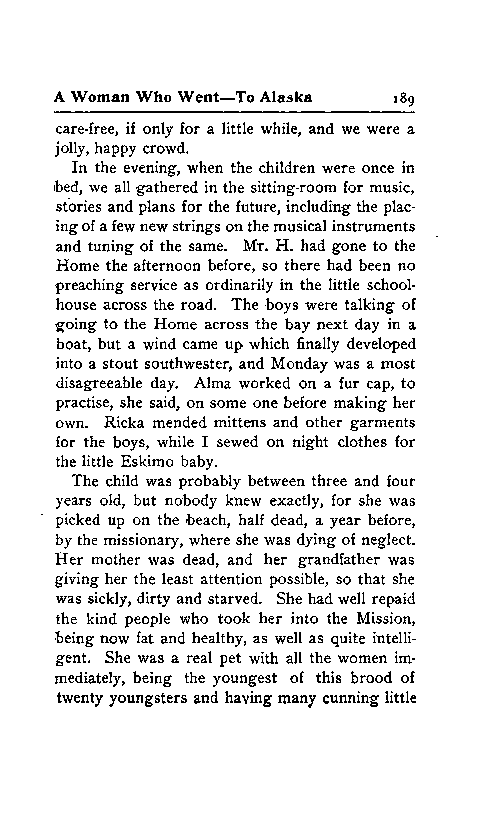 A Woman Who Went—To Alaska 189
care-free, if only for a little while, and we were a
jolly, happy crowd.
In the evening, when the children were once in
bed, we all gathered in the sitting-room for music,
stories and plans for the future, including the plac-
ing of a few new strings on the musical instruments
and tuning of the same. Mr. H. had gone to the
Home the afternoon before, so there had been no
preaching service as ordinarily in the little school-
house across the road. The boys were talking of
going to the Home across the bay next day in a
boat, but a wind came up which finally developed
into a stout southwester, and Monday was a most
disagreeable day. Alma worked on a fur cap, to
practise, she said, on some one before making her
own. Ricka mended mittens and other garments
for the boys, while I sewed on night clothes for
the little Eskimo baby.
The child was probably between three and four
years old, but nobody knew exactly, for she was
picked up on the beach, half dead, a year before,
by the missionary, where she was dying of neglect.
Her mother was dead, and her grandfather was
giving her the least attention possible, so that she
was sickly, dirty and starved. She had well repaid
the kind people who took her into the Mission,
being now fat and healthy, as well as quite intelli-
gent. She was a real pet with all the women im-
mediately, being the youngest of this brood of
twenty youngsters and having many cunning little